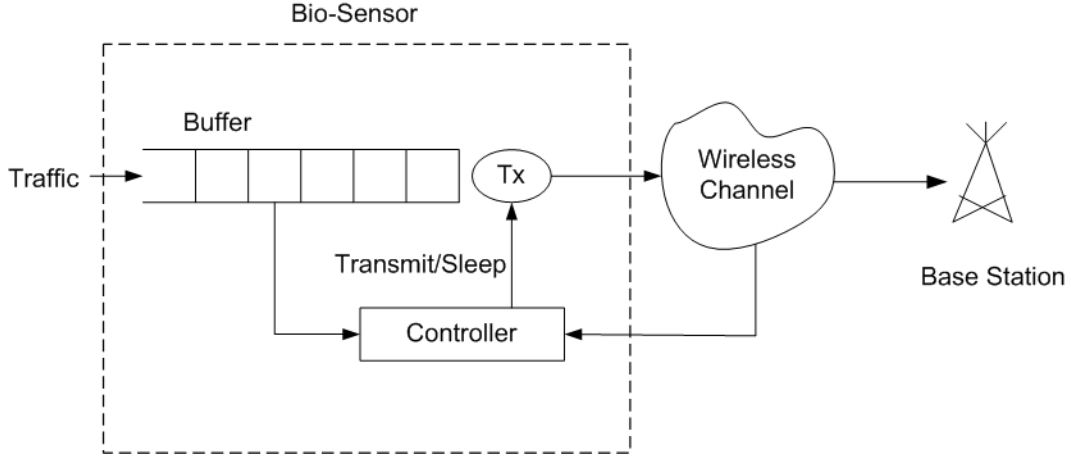 Bio-Sensor
Buffer
Traffic
Tx
Wireless
Channel
Transmit/Sleep
Base Station
Controller